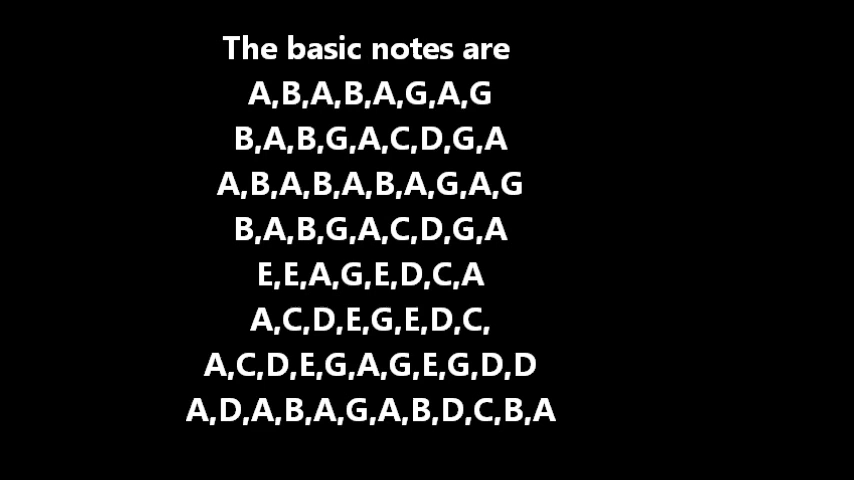 The basic notes are
A,B,A,B,A,G,A,G
B,A,B,G,A,C,D,G,A
A,B,A,B,A,B,A,G,A,G
B,A,B,G,A,C,D,G,A
E,E,A,G,E,D,C,A
A,C,D,E,G,E,D,C,
A,C,D,E,G,A,G,E,G,D,D
A,D,A,B,A,G,A,B,D,C,B,A